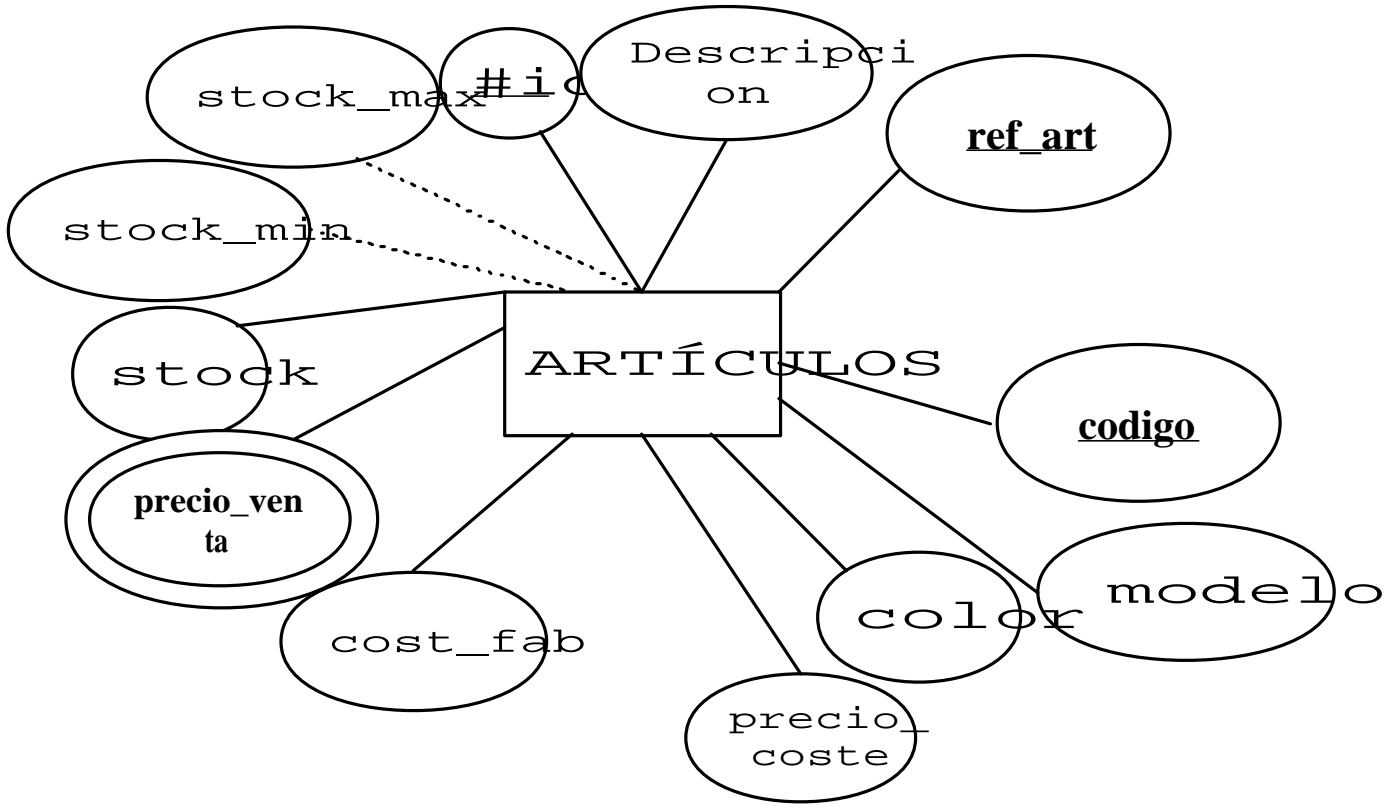 Descripci
on
stock_max
#id
ref_art
stock_min
ARTÍCULOS
stock
codigo
precio_ven
ta
modelo
color
cost_fab
precio_
coste